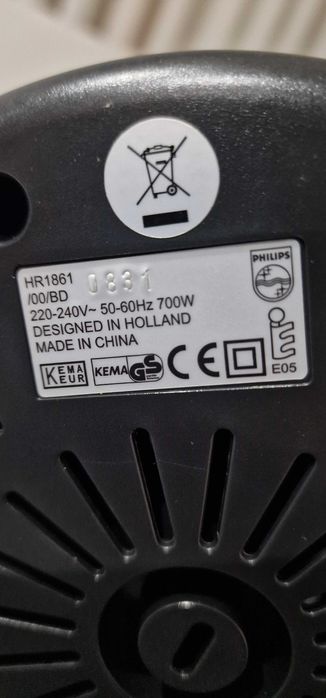 HR1861 0831
/00/BD
220-240V~ 50-60Hz 700W
DESIGNED IN HOLLAND
MADE IN CHINA
PHILIPS
KEMA
KEUR
KEMA GS
CE
E05